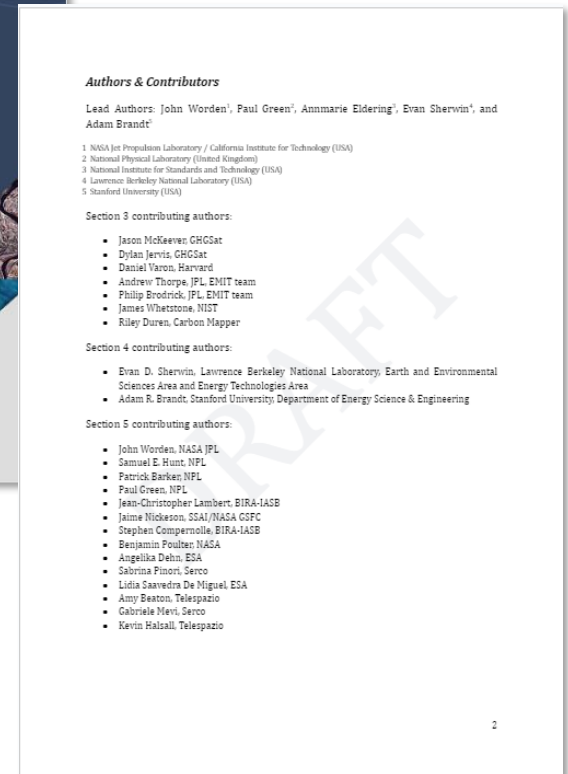 Authors & Contributors
Lead Authors: John Worden1, Paul Green2, Annmarie Eldering3, Evan Sherwin4, and
Adam Brandt5
1 NASA Jet Propulsion Laboratory / California Institute for Technology (USA)
2 National Physical Laboratory (United Kingdom)
3 National Institute for Standards and Technology (USA)
4 Lawrence Berkeley National Laboratory (USA)
5 Stanford University (USA)
Section 3 contributing authors:
• Jason McKeever, GHGSat
• Dylan Jervis, GHGSat
• Daniel Varon, Harvard
• Andrew Thorpe, JPL, EMIT team
• Philip Brodrick, JPL, EMIT team
• James Whetstone, NIST
• Riley Duren, Carbon Mapper
Section 4 contributing authors:
• Evan D. Sherwin, Lawrence Berkeley National Laboratory, Earth and Environmental
Sciences Area and Energy Technologies Area
• Adam R. Brandt, Stanford University, Department of Energy Science & Engineering
Section 5 contributing authors:
• John Worden, NASA JPL
• Samuel E. Hunt, NPL
• Patrick Barker, NPL
• Paul Green, NPL
• Jean-Christopher Lambert, BIRA-IASB
• Jaime Nickeson, SSAI/NASA GSFC
• Stephen Compernolle, BIRA-IASB
• Benjamin Poulter, NASA
• Angelika Dehn, ESA
• Sabrina Pinori, Serco
• Lidia Saavedra De Miguel, ESA
• Amy Beaton, Telespazio
• Gabriele Mevi, Serco
• Kevin Halsall, Telespazio
DRAFT
2